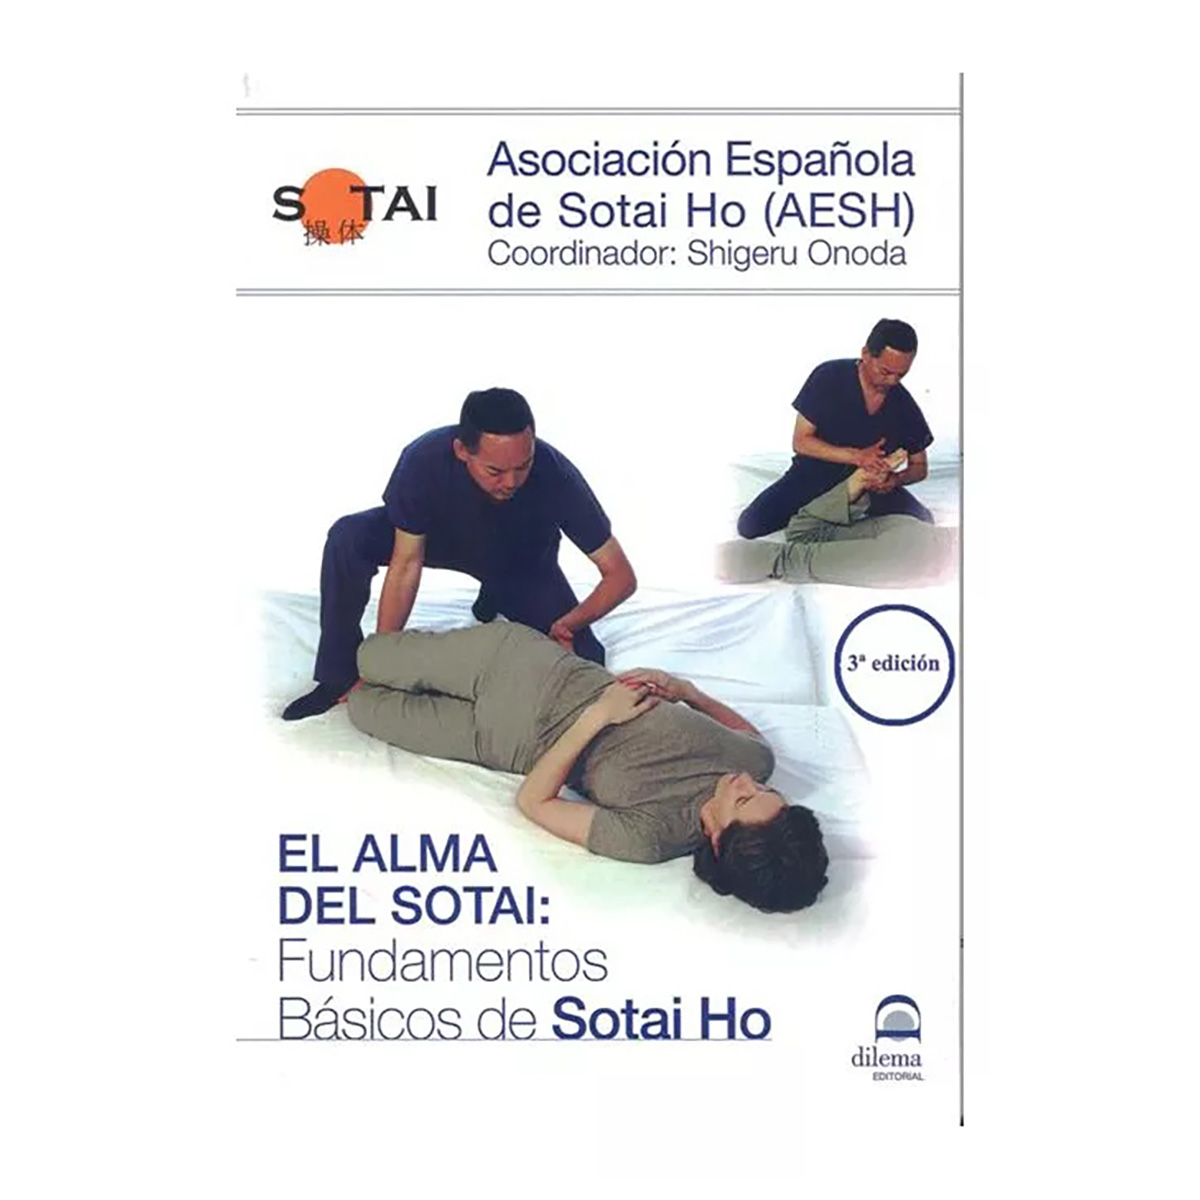 SOTAI
操体
Asociación Española
de Sotai Ho (AESH)
Coordinador: Shigeru Onoda
3ª edición
EL ALMA
DEL SOTAI:
Fundamentos
Básicos de Sotai Ho
dilema
EDITORIAL